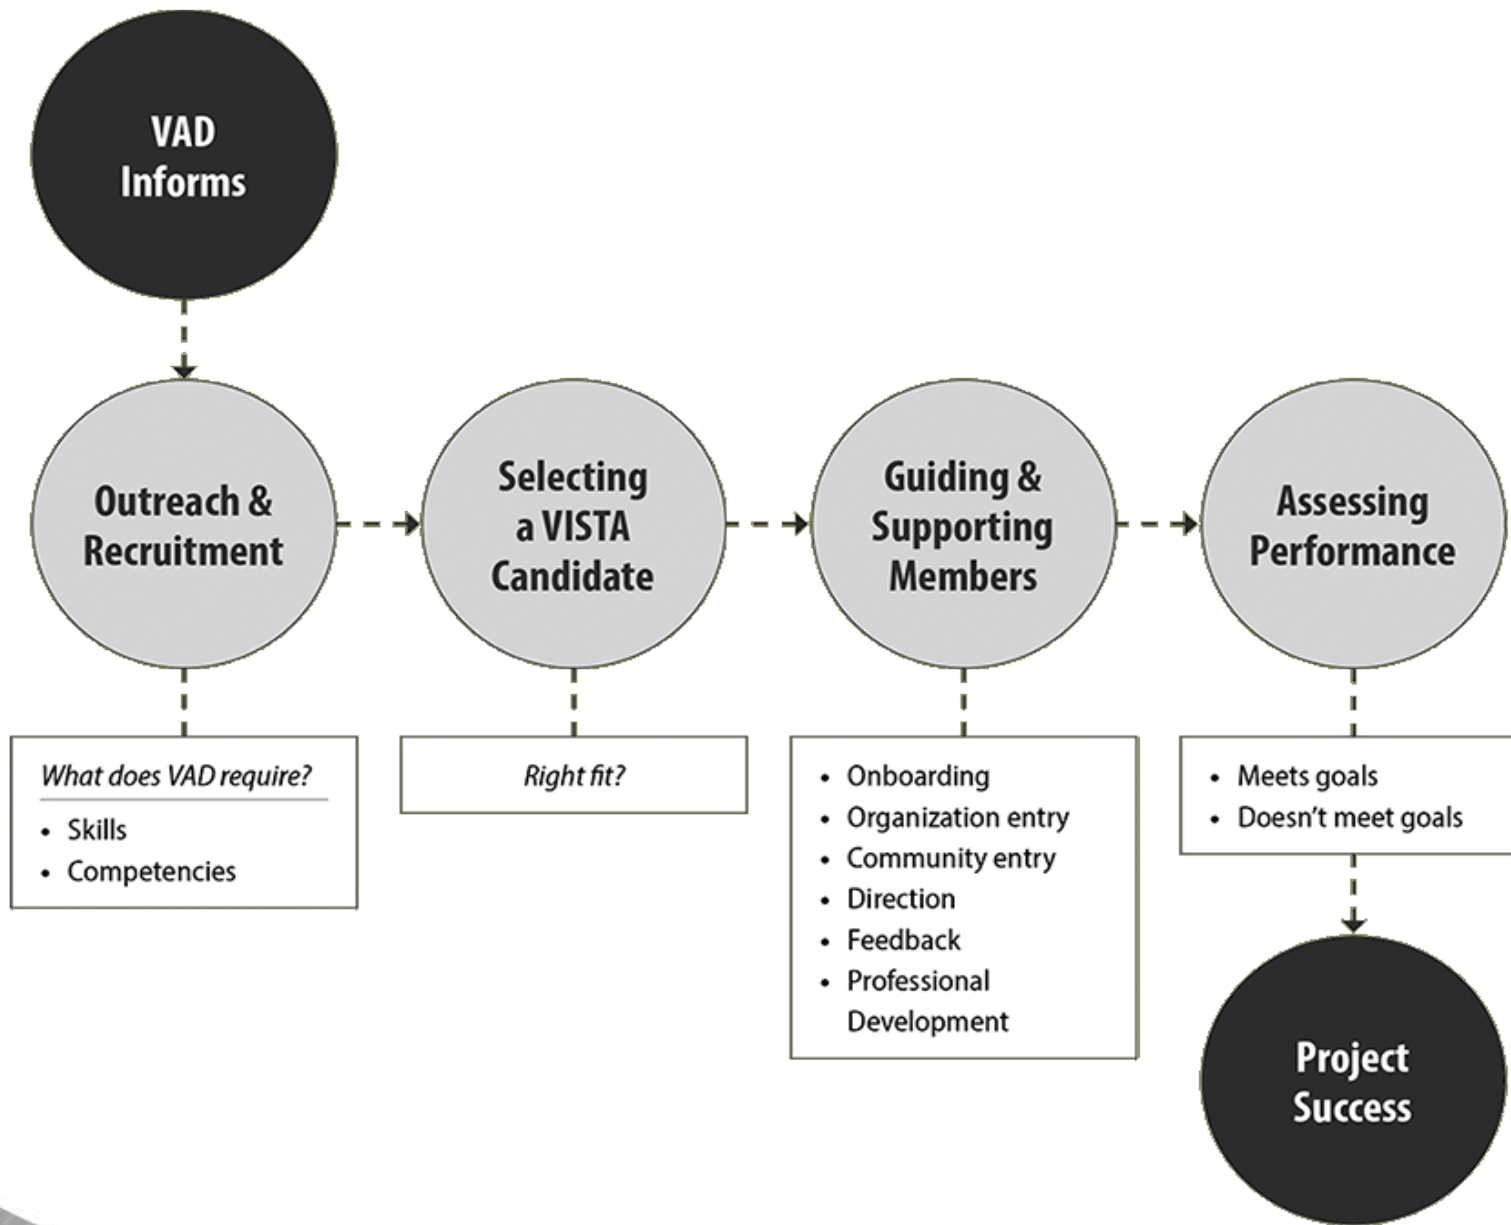 VAD
Informs
Outreach &
Recruitment
Selecting
a VISTA
Candidate
Guiding &
Supporting
Members
Assessing
Performance
What does VAD require?
• Skills
• Competencies
Right fit?
• Onboarding
• Organization entry
• Community entry
• Direction
• Feedback
• Professional
Development
• Meets goals
• Doesn't meet goals
Project
Success